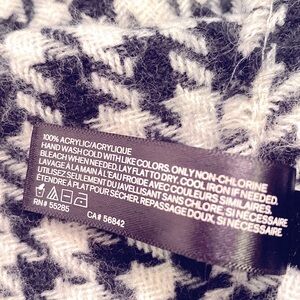 100% ACRYLIC/ACRYLIQUE
HAND WASH COLD WITH LIKE COLORS. ONLY NON-CHLORINE
BLEACH WHEN NEEDED. LAY FLAT TO DRY. COOL IRON IF NEEDED.
LAVAGE À LA MAIN À L'EAU FROIDE AVEC COULEURS SIMILAIRES.
UTILISEZ SEULEMENT DU JAVELLISANT SANS CHLORE, SI NÉCESSAIRE.
ÉTENDRE À PLAT POUR SÉCHER. REPASSAGE DOUX, SI NÉCESSAIRE.
RN# 55285 CA# 56842